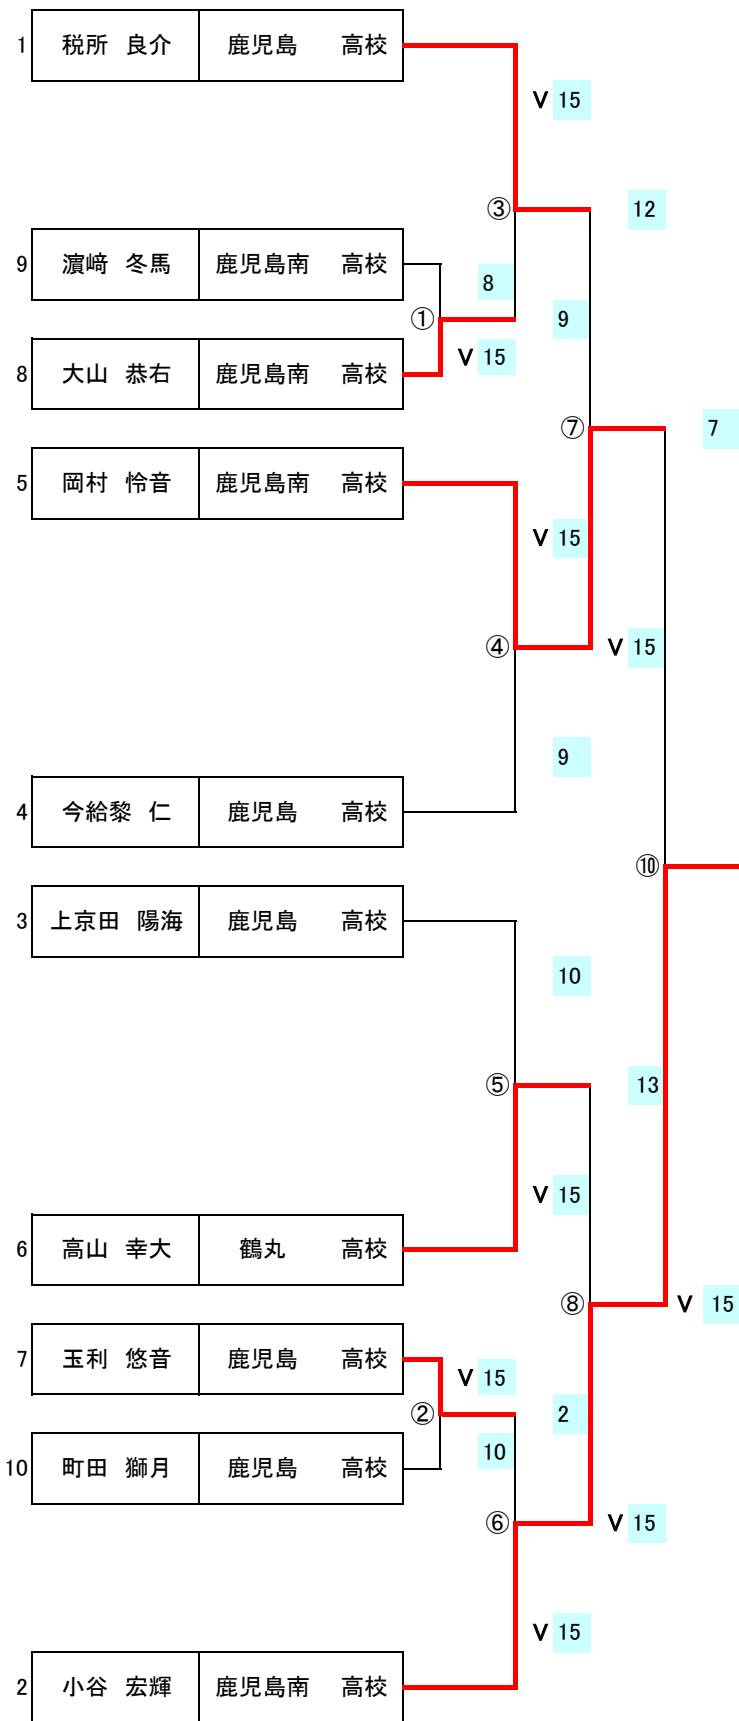 1 税所 良介 鹿児島 高校
V 15
③ 12
9 濵﨑 冬馬 鹿児島南 高校
8
① 9
8 大山 恭右 鹿児島南 高校
V 15
⑦ 7
5 岡村 怜音 鹿児島南 高校
V 15
④ V 15
9
4 今給黎 仁 鹿児島 高校
⑩
3 上京田 陽海 鹿児島 高校
10
⑤ 13
V 15
6 高山 幸大 鶴丸 高校
⑧ V 15
7 玉利 悠音 鹿児島 高校
V 15
② 2
10
10 町田 獅月 鹿児島 高校
⑥ V 15
V 15
2 小谷 宏輝 鹿児島南 高校